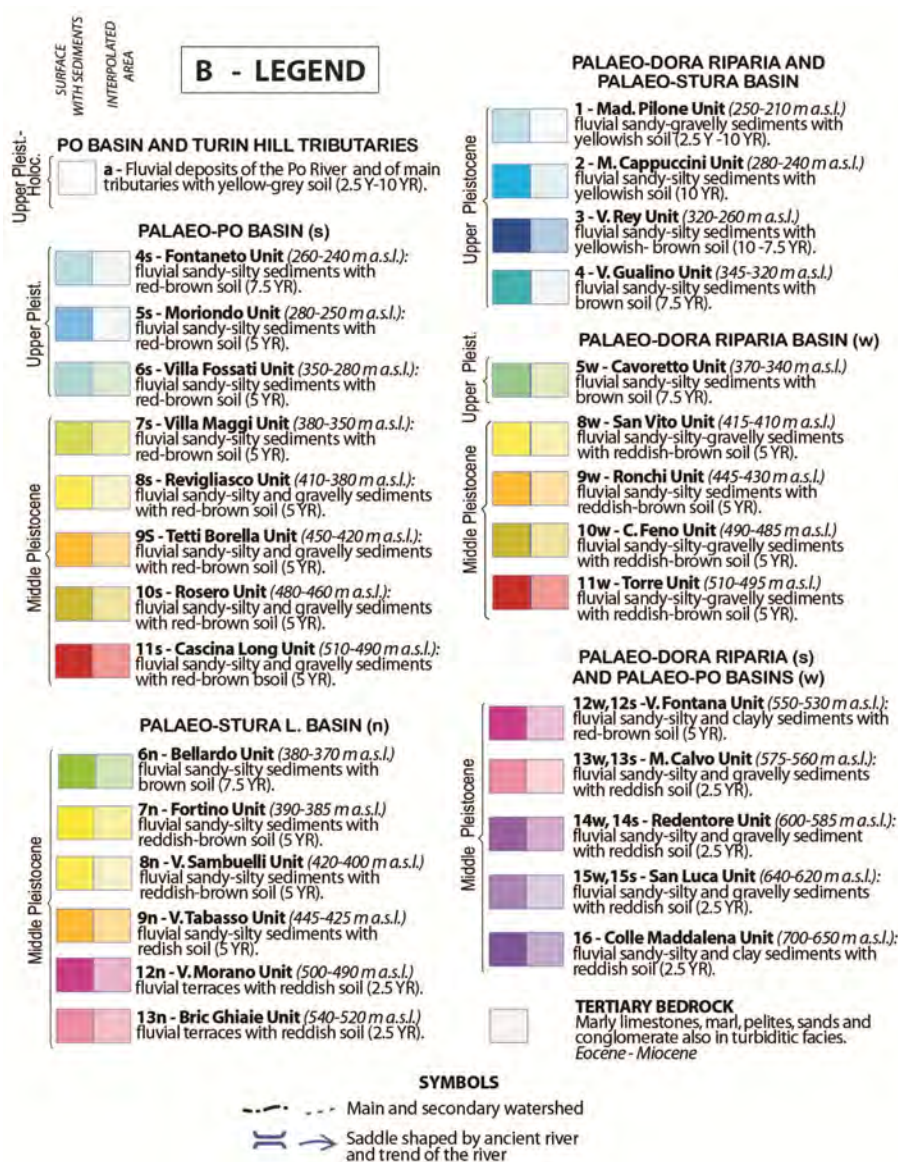 SURFACE
WITH SEDIMENTS
INTERPOLATED
AREA
B - LEGEND
PO BASIN AND TURIN HILL TRIBUTARIES
Upper Pleist.-
Holoc.
a - Fluvial deposits of the Po River and of main
tributaries with yellow-grey soil (2.5 Y-10 YR).
PALAEO-PO BASIN (s)
Upper Pleist.
4s - Fontaneto Unit (260-240 m a.s.l.):
fluvial sandy-silty sediments with
red-brown soil (7.5 YR).
5s - Moriondo Unit (280-250 m a.s.l.):
fluvial sandy-silty sediments with
red-brown soil (5 YR).
6s - Villa Fossati Unit (350-280 m a.s.l.):
fluvial sandy-silty sediments with
red-brown soil (5 YR).
Middle Pleistocene
7s - Villa Maggi Unit (380-350 m a.s.l.):
fluvial sandy-silty sediments with
red-brown soil (5 YR).
8s - Revigliasco Unit (410-380 m a.s.l.):
fluvial sandy-silty and gravelly sediments
with red-brown soil (5 YR).
9S - Tetti Borella Unit (450-420 m a.s.l.):
fluvial sandy-silty and gravelly sediments
with red-brown soil (5 YR).
10s - Rosero Unit (480-460 m a.s.l.):
fluvial sandy-silty and gravelly sediments
with red-brown soil (5 YR).
11s - Cascina Long Unit (510-490 m a.s.l.):
fluvial sandy-silty and gravelly sediments
with red-brown bsoil (5 YR).
PALAEO-STURA L. BASIN (n)
Middle Pleistocene
6n - Bellardo Unit (380-370 m a.s.l.)
fluvial sandy-silty sediments with
brown soil (7.5 YR).
7n - Fortino Unit (390-385 m a.s.l.)
fluvial sandy-silty sediments with
reddish-brown soil (5 YR).
8n - V. Sambuelli Unit (420-400 m a.s.l.)
fluvial sandy-silty sediments with
reddish-brown soil (5 YR).
9n - V. Tabasso Unit (445-425 m a.s.l.)
fluvial sandy-silty sediments with
redish soil (5 YR).
12n - V. Morano Unit (500-490 m a.s.l.)
fluvial terraces with reddish soil (2.5 YR).
13n - Bric Ghiaie Unit (540-520 m a.s.l.)
fluvial terraces with reddish soil (2.5 YR).
PALAEO-DORA RIPARIA AND
PALAEO-STURA BASIN
Upper Pleistocene
1 - Mad. Pilone Unit (250-210 m a.s.l.)
fluvial sandy-gravelly sediments with
yellowish soil (2.5 Y -10 YR).
2 - M. Cappuccini Unit (280-240 m a.s.l.)
fluvial sandy-silty sediments with
yellowish soil (10 YR).
3 - V. Rey Unit (320-260 m a.s.l.)
fluvial sandy-silty sediments with
yellowish- brown soil (10 -7.5 YR).
4 - V. Gualino Unit (345-320 m a.s.l.)
fluvial sandy-silty sediments with
brown soil (7.5 YR).
PALAEO-DORA RIPARIA BASIN (w)
Upper Pleist.
5w - Cavoretto Unit (370-340 m a.s.l.)
fluvial sandy-silty sediments with
brown soil (7.5 YR).
Middle Pleistocene
8w - San Vito Unit (415-410 m a.s.l.)
fluvial sandy-silty-gravelly sediments
with reddish-brown soil (5 YR).
9w - Ronchi Unit (445-430 m a.s.l.)
fluvial sandy-silty sediments with
reddish-brown soil (5 YR).
10w - C. Feno Unit (490-485 m a.s.l.)
fluvial sandy-silty-gravelly sediments
with reddish-brown soil (5 YR).
11w - Torre Unit (510-495 m a.s.l.)
fluvial sandy-silty-gravelly sediments
with reddish-brown soil (5 YR).
PALAEO-DORA RIPARIA (s)
AND PALAEO-PO BASINS (w)
Middle Pleistocene
12w, 12s -V. Fontana Unit (550-530 m a.s.l.):
fluvial sandy-silty and clayly sediments with
red-brown soil (5 YR).
13w, 13s - M. Calvo Unit (575-560 m a.s.l.):
fluvial sandy-silty and gravelly sediments
with reddish soil (2.5 YR).
14w, 14s - Redentore Unit (600-585 m a.s.l.):
fluvial sandy-silty and gravelly sediment
with reddish soil (2.5 YR).
15w, 15s - San Luca Unit (640-620 m a.s.l.):
fluvial sandy-silty and gravelly sediments
with reddish soil (2.5 YR).
16 - Colle Maddalena Unit (700-650 m a.s.l.):
fluvial sandy-silty and clay sediments with
reddish soil (2.5 YR).
TERTIARY BEDROCK
Marly limestones, marl, pelites, sands and
conglomerate also in turbiditic facies.
Eocene - Miocene
SYMBOLS
Main and secondary watershed
Saddle shaped by ancient river
and trend of the river